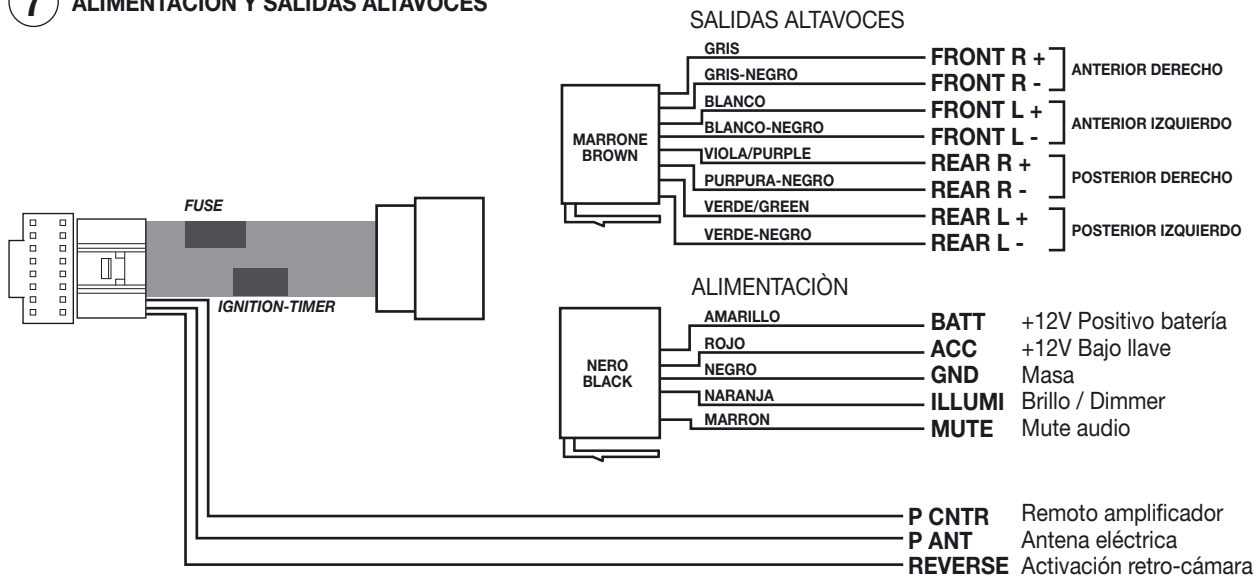 7 ALIMENTACIÓN Y SALIDAS ALTAVOCES
SALIDAS ALTAVOCES
MARRONE
BROWN
GRIS FRONT R +
GRIS-NEGRO FRONT R -
ANTERIOR DERECHO
BLANCO FRONT L +
BLANCO-NEGRO FRONT L -
ANTERIOR IZQUIERDO
VIOLA/PURPLE REAR R +
PURPURA-NEGRO REAR R -
POSTERIOR DERECHO
VERDE/GREEN REAR L +
VERDE-NEGRO REAR L -
POSTERIOR IZQUIERDO
FUSE
IGNITION-TIMER
ALIMENTACIÒN
NERO
BLACK
AMARILLO BATT +12V Positivo batería
ROJO ACC +12V Bajo llave
NEGRO GND Masa
NARANJA ILLUMI Brillo / Dimmer
MARRON MUTE Mute audio
P CNTR Remoto amplificador
P ANT Antena eléctrica
REVERSE Activación retro-cámara